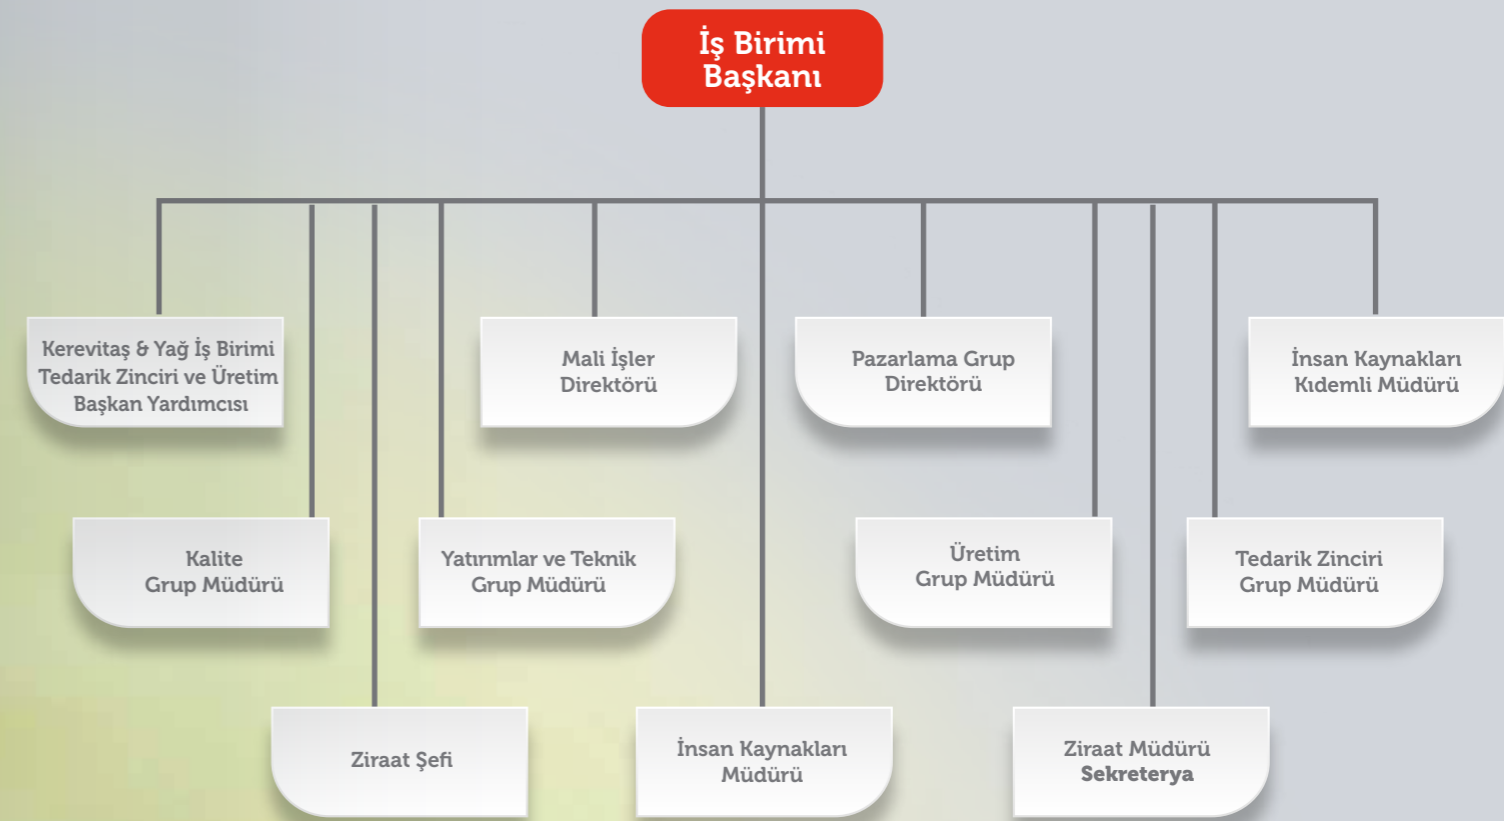 İş Birimi
Başkanı
Kerevitaş & Yağ İş Birimi
Tedarik Zinciri ve Üretim
Başkan Yardımcısı
Mali İşler
Direktörü
Pazarlama Grup
Direktörü
İnsan Kaynakları
Kıdemli Müdürü
Kalite
Grup Müdürü
Yatırımlar ve Teknik
Grup Müdürü
Üretim
Grup Müdürü
Tedarik Zinciri
Grup Müdürü
Ziraat Şefi
İnsan Kaynakları
Müdürü
Ziraat Müdürü
Sekreterya